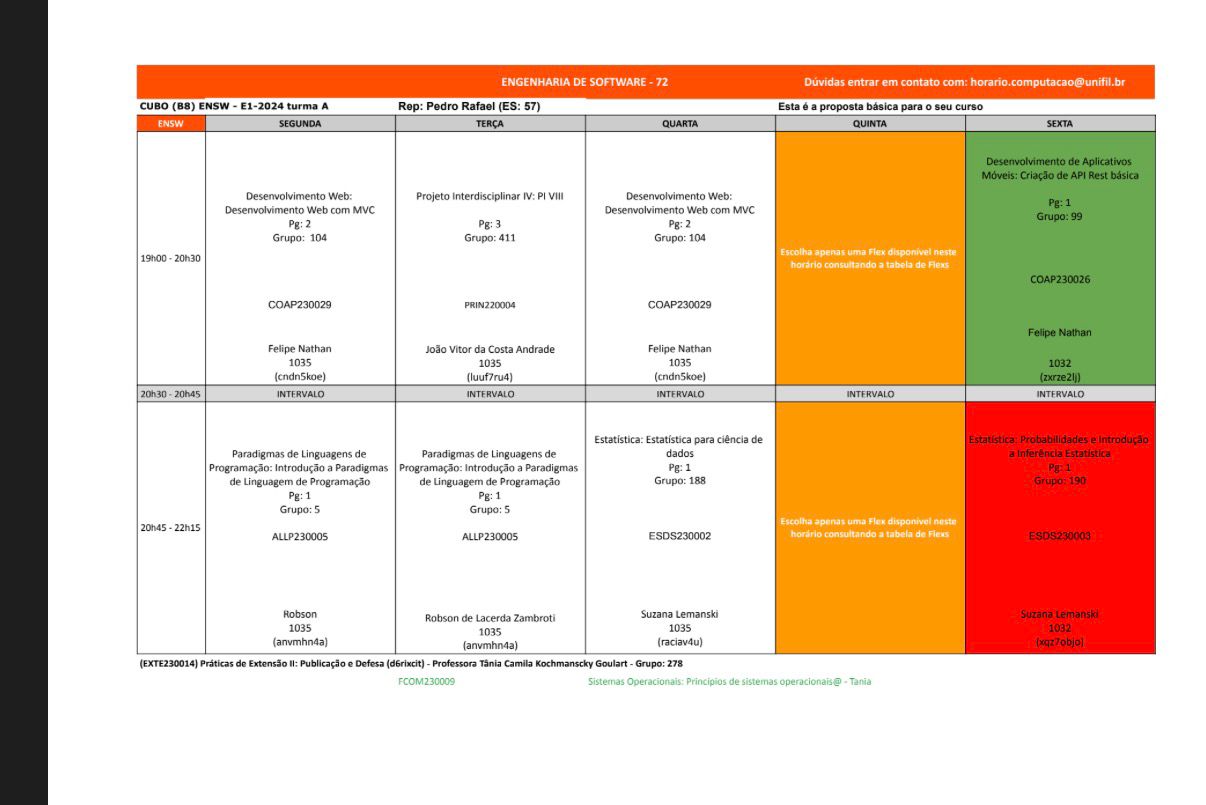 ENGENHARIA DE SOFTWARE - 72
Dúvidas entrar em contato com: horario.computacao@unifil.br
CUBO (B8) ENSW - E1-2024 turma A
Rep: Pedro Rafael (ES: 57)
Esta é a proposta básica para o seu curso
ENSW
SEGUNDA
TERÇA
QUARTA
QUINTA
SEXTA
19h00 - 20h30
Desenvolvimento Web:
Desenvolvimento Web com MVC
Pg: 2
Grupo: 104
COAP230029
Felipe Nathan
1035
(cndn5koe)
Projeto Interdisciplinar IV: PI VIII
Pg: 3
Grupo: 411
PRIN220004
João Vitor da Costa Andrade
1035
(luuf7ru4)
Desenvolvimento Web:
Desenvolvimento Web com MVC
Pg: 2
Grupo: 104
COAP230029
Felipe Nathan
1035
(cndn5koe)
Escolha apenas uma Flex disponível neste
horário consultando a tabela de Flexs
Desenvolvimento de Aplicativos
Móveis: Criação de API Rest básica
Pg: 1
Grupo: 99
COAP230026
Felipe Nathan
1032
(zxrze2lj)
20h30 - 20h45
INTERVALO
INTERVALO
INTERVALO
INTERVALO
INTERVALO
20h45 - 22h15
Paradigmas de Linguagens de
Programação: Introdução a Paradigmas
de Linguagem de Programação
Pg: 1
Grupo: 5
ALLP230005
Robson
1035
(anvmhn4a)
Paradigmas de Linguagens de
Programação: Introdução a Paradigmas
de Linguagem de Programação
Pg: 1
Grupo: 5
ALLP230005
Robson de Lacerda Zambroti
1035
(anvmhn4a)
Estatística: Estatística para ciência de
dados
Pg: 1
Grupo: 188
ESDS230002
Suzana Lemanski
1035
(raciav4u)
Escolha apenas uma Flex disponível neste
horário consultando a tabela de Flexs
Estatística: Probabilidades e Introdução
a Inferência Estatística
Pg: 1
Grupo: 190
ESDS230003
Suzana Lemanski
1032
(xqz7objo)
(EXTE230014) Práticas de Extensão II: Publicação e Defesa (d6rixcit) - Professora Tânia Camila Kochmanscky Goulart - Grupo: 278
FCOM230009
Sistemas Operacionais: Princípios de sistemas operacionais@ - Tania